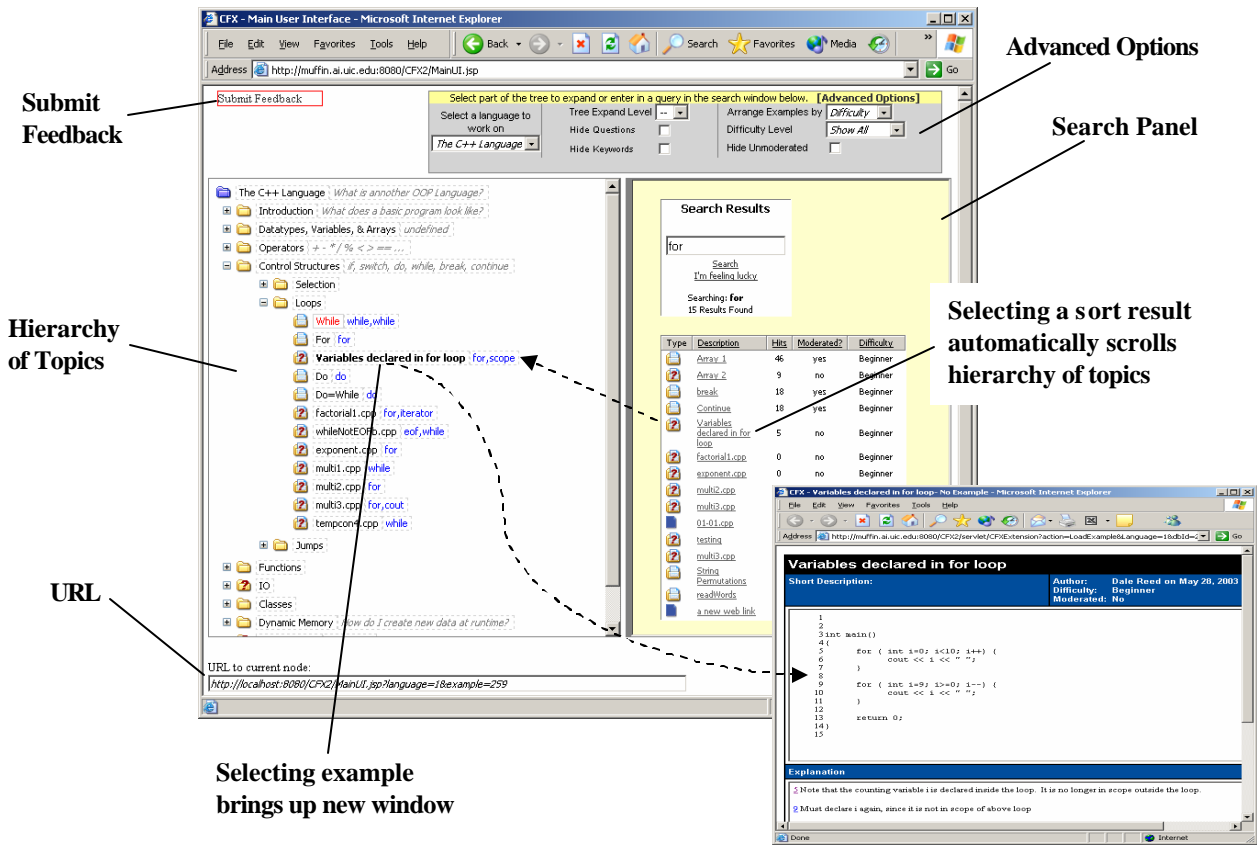 CFX - Main User Interface - Microsoft Internet Explorer
File Edit View Favorites Tools Help
Back
Search Favorites Media
Address http://muffin.ai.uic.edu:8080/CFX2/MainUI.jsp Go
Submit Feedback
Advanced Options
Submit Feedback
Search Panel
Select part of the tree to expand or enter in a query in the search window below. [Advanced Options]
Select a language to work on
The C++ Language
Tree Expand Level --
Hide Questions
Hide Keywords
Arrange Examples by Difficulty
Difficulty Level Show All
Hide Unmoderated
The C++ Language What is annother OOP Language?
Introduction What does a basic program look like?
Datatypes, Variables, & Arrays undefined
Operators + - * / % < > == ...
Control Structures if, switch, do, while, break, continue
Selection
Loops
While while,while
For for
Variables declared in for loop for,scope
Do do
Do=While do
factorial1.cpp for,iterator
eof,while
exponent.cpp for
multi1.cpp while
multi2.cpp for
multi3.cpp for,cout
tempcon4.cpp while
Jumps
Functions
IO
Classes
Dynamic Memory How do I create new data at runtime?
Hierarchy
of Topics
URL
URL to current node:
http://localhost:8080/CFX2/MainUI.jsp?language=1&example=259
Search Results
for
Search
I'm feeling lucky
Searching: for
15 Results Found
Type Description Hits Moderated? Difficulty
Array 1 46 yes Beginner
Array 2 9 no Beginner
break 18 yes Beginner
Continue 18 yes Beginner
Variables
declared in for 5 no Beginner
loop
factorial1.cpp 0 no Beginner
exponent.cpp 0 no Beginner
multi2.cpp
multi3.cpp
01-01.cpp
testing
multi3.cpp
String
Permutations
readWords
a new web link
Selecting a sort result
automatically scrolls
hierarchy of topics
Selecting example
brings up new window
CFX - Variables declared in for loop- No Example - Microsoft Internet Explorer
File Edit View Favorites Tools Help
Address http://muffin.ai.uic.edu:8080/CFX2/servlet/CFXExtension?action=LoadExample&Language=1&dbId=2 Go
Variables declared in for loop
Short Description:
Author: Dale Reed on May 28, 2003
Difficulty: Beginner
Moderated: No
1
2
3 int main()
4 {
5 for ( int i=0; i<10; i++) {
6 cout << i << " ";
7 }
8
9 for ( int i=9; i>=0; i--) {
10 cout << i << " ";
11 }
12
13 return 0;
14 }
15
Explanation
5 Note that the counting variable i is declared inside the loop. It is no longer in scope outside the loop.
9 Must declare i again, since it is not in scope of above loop
Done Internet